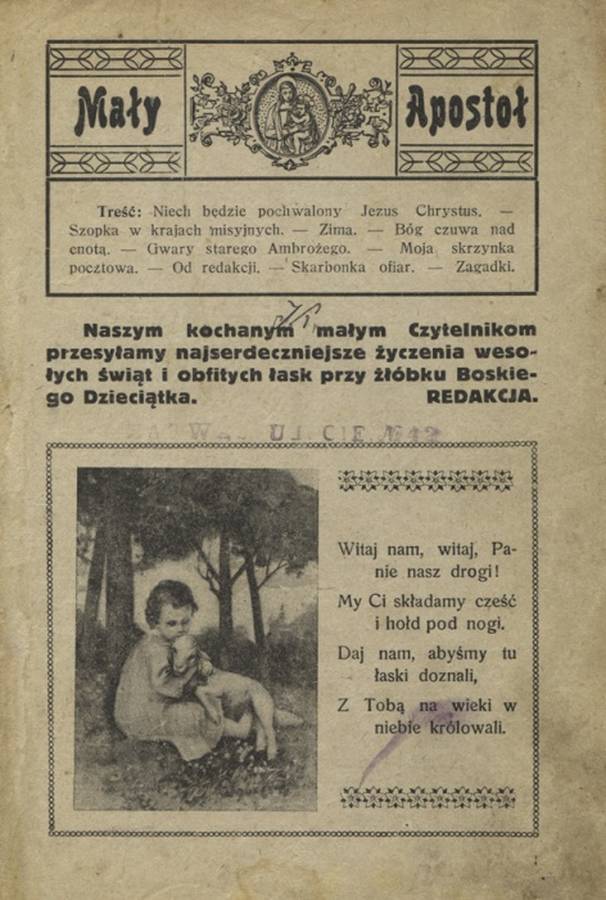 Mały Apostoł
Treść: Niech będzie pochwalony Jezus Chrystus. —
Szopka w krajach misyjnych. — Zima. — Bóg czuwa nad
cnotą. — Gwary starego Ambrożego. — Moja skrzynka
pocztowa. — Od redakcji. — Skarbonka ofiar. — Zagadki.
Naszym kochanym małym Czytelnikom
przesyłamy najserdeczniejsze życzenia weso-
łych świąt i obfitych łask przy żłóbku Boskie-
go Dzieciątka. REDAKCJA.
Witaj nam, witaj, Pa-
nie nasz drogi!
My Ci składamy cześć
i hołd pod nogi.
Daj nam, abyśmy tu
łaski doznali,
Z Tobą na wieki w
niebie królowali.